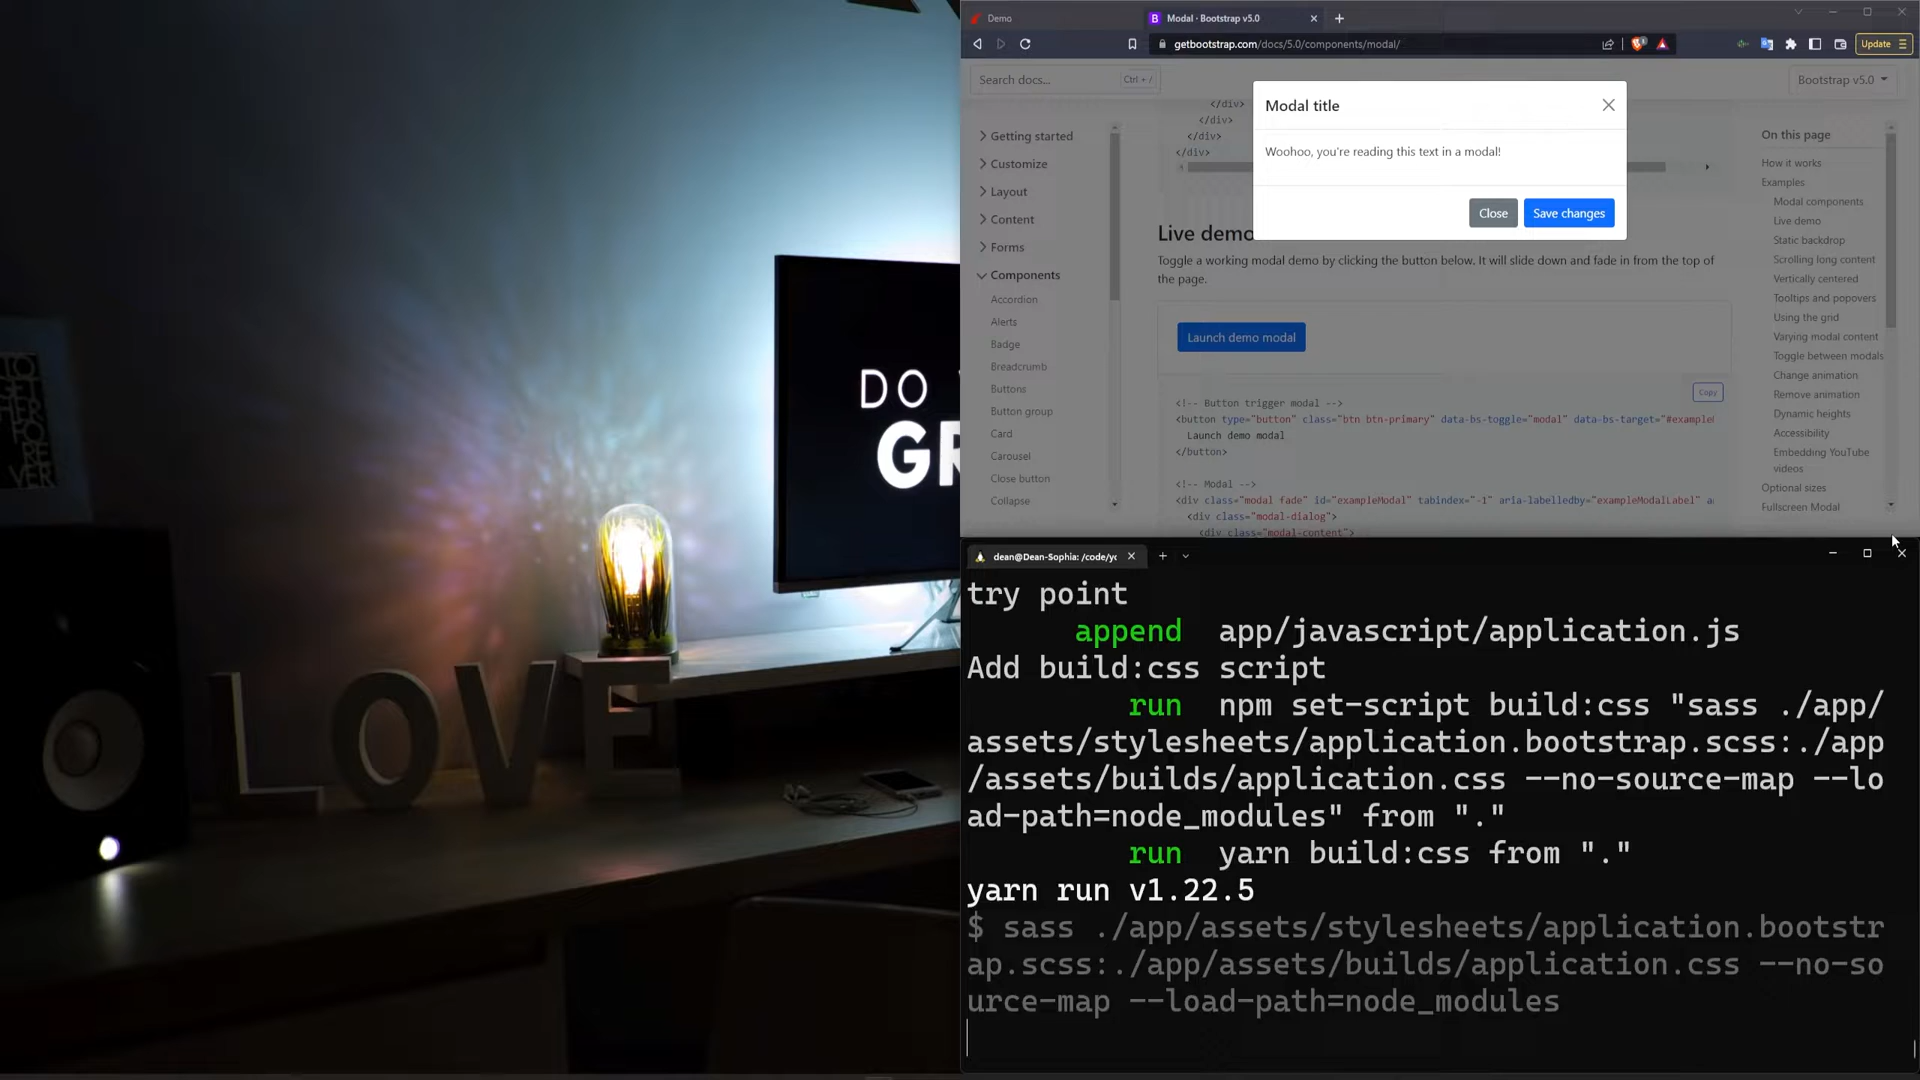 DO
GR
LOVE
Demo
Modal · Bootstrap v5.0
getbootstrap.com/docs/5.0/components/modal/
Update
Search docs...
Ctrl + /
Bootstrap v5.0
Getting started
Customize
Layout
Content
Forms
Components
Accordion
Alerts
Badge
Breadcrumb
Buttons
Button group
Card
Carousel
Close button
Collapse
</div>
</div>
</div>
</div>
Modal title
Woohoo, you're reading this text in a modal!
Close
Save changes
Live demo
Toggle a working modal demo by clicking the button below. It will slide down and fade in from the top of
the page.
Launch demo modal
Copy
<!-- Button trigger modal -->
<button type="button" class="btn btn-primary" data-bs-toggle="modal" data-bs-target="#example
Launch demo modal
</button>
<!-- Modal -->
<div class="modal fade" id="exampleModal" tabindex="-1" aria-labelledby="exampleModalLabel" a
<div class="modal-dialog">
<div class="modal-content">
On this page
How it works
Examples
Modal components
Live demo
Static backdrop
Scrolling long content
Vertically centered
Tooltips and popovers
Using the grid
Varying modal content
Toggle between modals
Change animation
Remove animation
Dynamic heights
Accessibility
Embedding YouTube
videos
Optional sizes
Fullscreen Modal
dean@Dean-Sophia: /code/yo
try point
append app/javascript/application.js
Add build:css script
run npm set-script build:css "sass ./app/
assets/stylesheets/application.bootstrap.scss:./app
/assets/builds/application.css --no-source-map --lo
ad-path=node_modules" from "."
run yarn build:css from "."
yarn run v1.22.5
$ sass ./app/assets/stylesheets/application.bootstr
ap.scss:./app/assets/builds/application.css --no-so
urce-map --load-path=node_modules